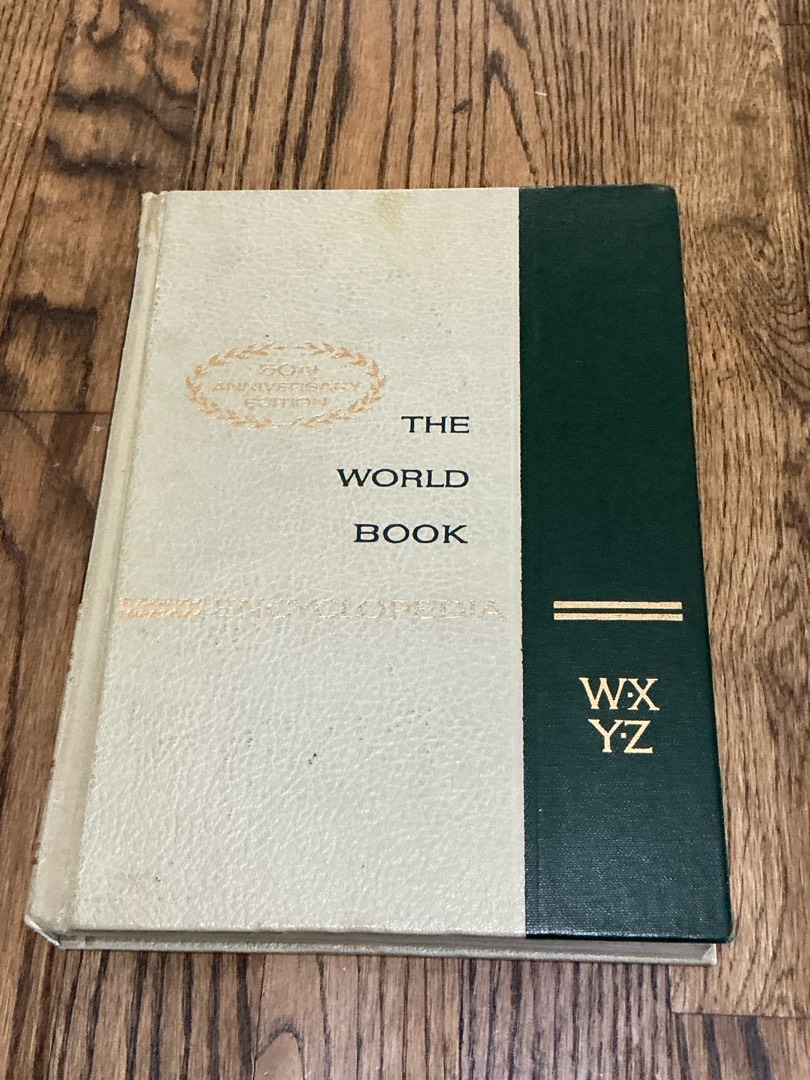 50TH
ANNIVERSARY
EDITION
THE
WORLD
BOOK
ENCYCLOPEDIA
W·X
Y·Z